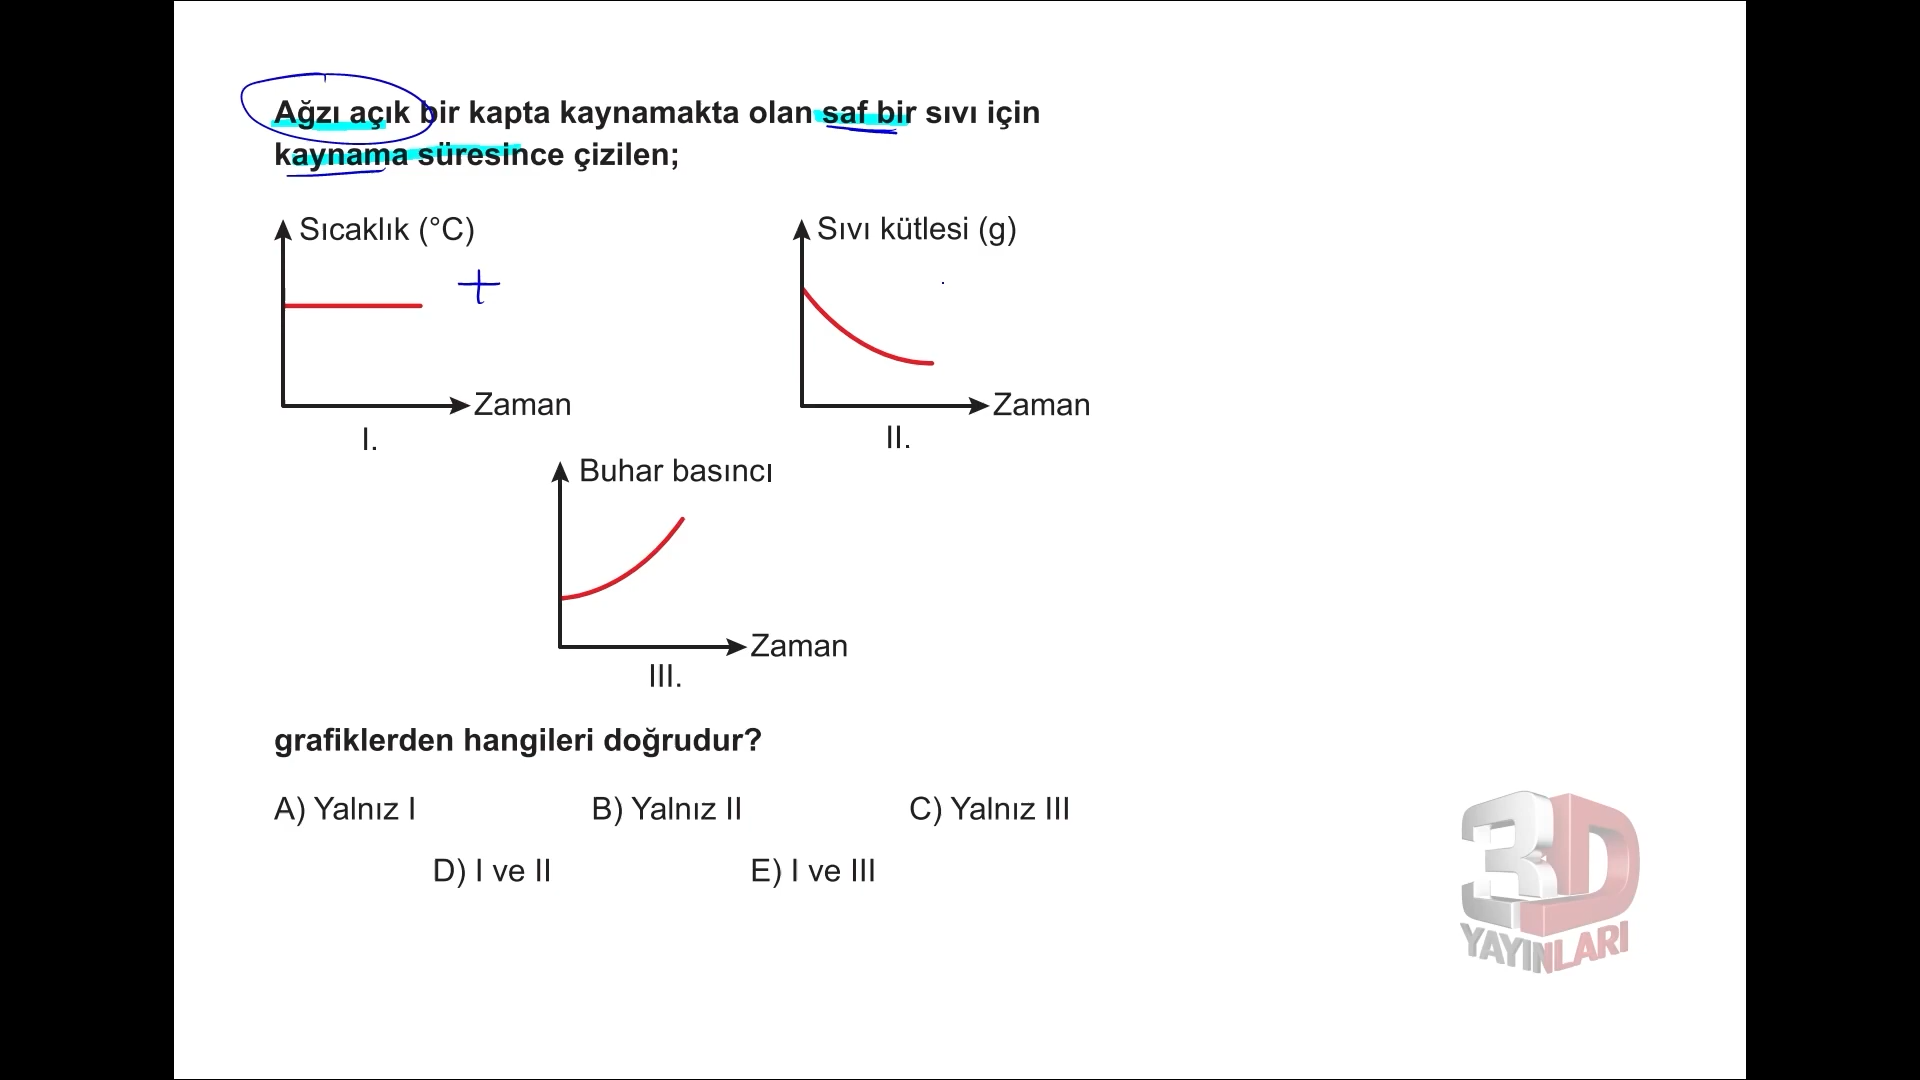 Ağzı açık bir kapta kaynamakta olan saf bir sıvı için
kaynama süresince çizilen;
Sıcaklık (°C)
Zaman
I.
Sıvı kütlesi (g)
Zaman
II.
Buhar basıncı
Zaman
III.
grafiklerden hangileri doğrudur?
A) Yalnız I B) Yalnız II C) Yalnız III
D) I ve II E) I ve III
3D
YAYINLARI